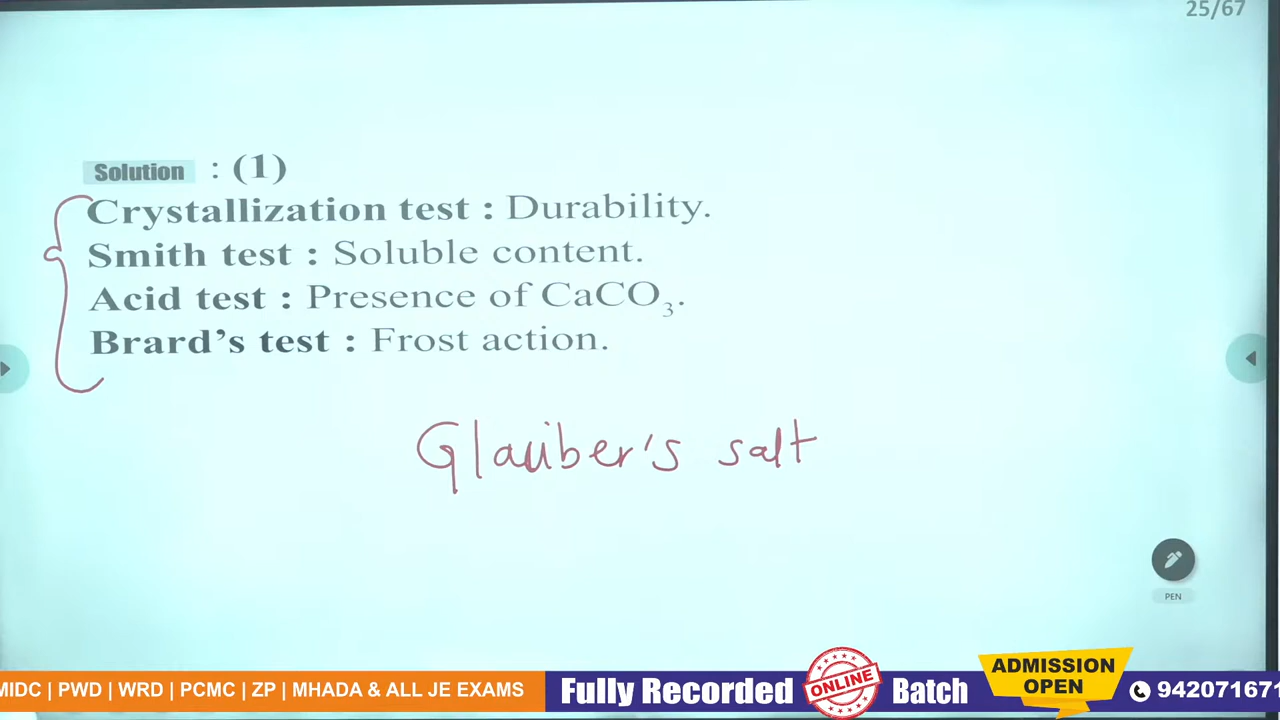 25/67
Solution : (1)
Crystallization test : Durability.
Smith test : Soluble content.
Acid test : Presence of CaCO₃.
Brard's test : Frost action.
Glauber's salt
PEN
MIDC | PWD | WRD | PCMC | ZP | MHADA & ALL JE EXAMS
Fully Recorded ONLINE Batch
ADMISSION
OPEN
942071671